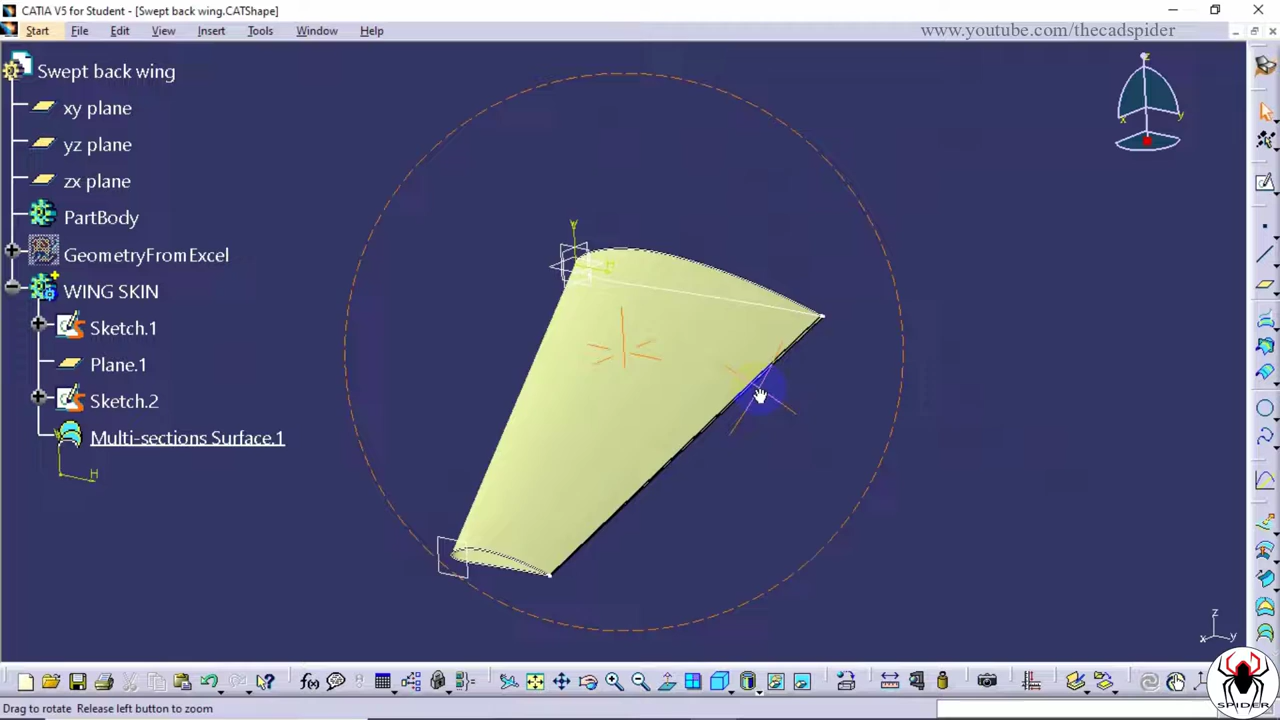 CATIA V5 for Student - [Swept back wing.CATShape]
Start File Edit View Insert Tools Window Help
www.youtube.com/thecadspider
Swept back wing
xy plane
yz plane
zx plane
PartBody
GeometryFromExcel
WING SKIN
Sketch.1
Plane.1
Sketch.2
Multi-sections Surface.1
H
V
H
z
x
y
z
x
y
f(x)
SPIDER
Drag to rotate Release left button to zoom